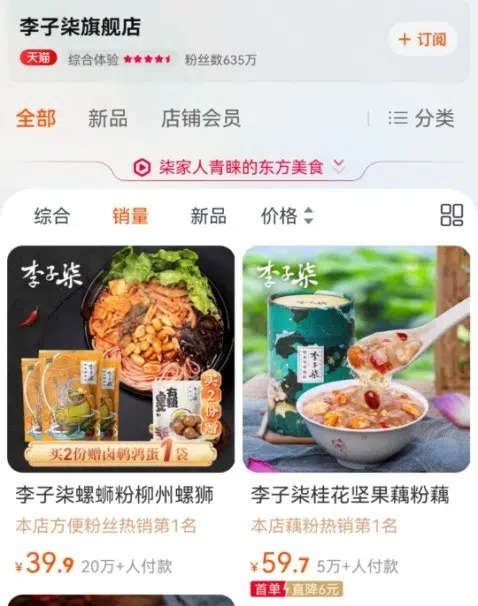 李子柒旗舰店
天猫 综合体验 粉丝数635万
+ 订阅
全部 新品 店铺会员 分类
柒家人青睐的东方美食
综合 销量 新品 价格
李子柒
李子柒
买2份赠
买2份赠卤鹌鹑蛋1袋
李子柒
李子柒螺蛳粉柳州螺狮
本店方便粉丝热销第1名
¥39.9 20万+人付款
李子柒桂花坚果藕粉藕
本店藕粉热销第1名
¥59.7 5万+人付款
首单 直降6元